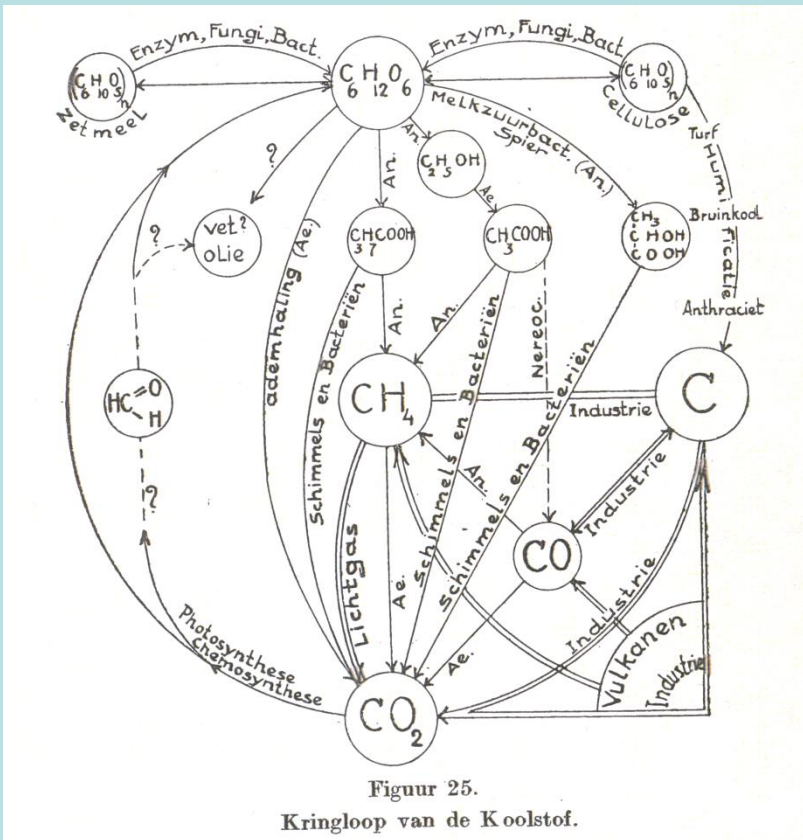 Enzym, Fungi, Bact.
Enzym, Fungi, Bact.
(C6H10O5)n
Zetmeel
C6H12O6
(C6H10O5)n
Cellulose
Melkzuurbact. (An.)
Spier
Turf
Humificatie
Bruinkool
Anthraciet
An.
C2H5OH
Ae.
?
An.
vet?
olie
?
C3H7COOH
CH3COOH
CH3
CHOH
COOH
ademhaling (Ae.)
Schimmels en Bacteriën
An.
An.
Schimmels en Bacteriën
Nereoc.
Schimmels en Bacteriën
HC=O
H
CH4
Industrie
C
?
An.
Industrie
CO
Lichtgas
Ae.
Ae.
Industrie
Vulkanen
Industrie
Photosynthese
chemosynthese
CO2
Figuur 25.
Kringloop van de Koolstof.